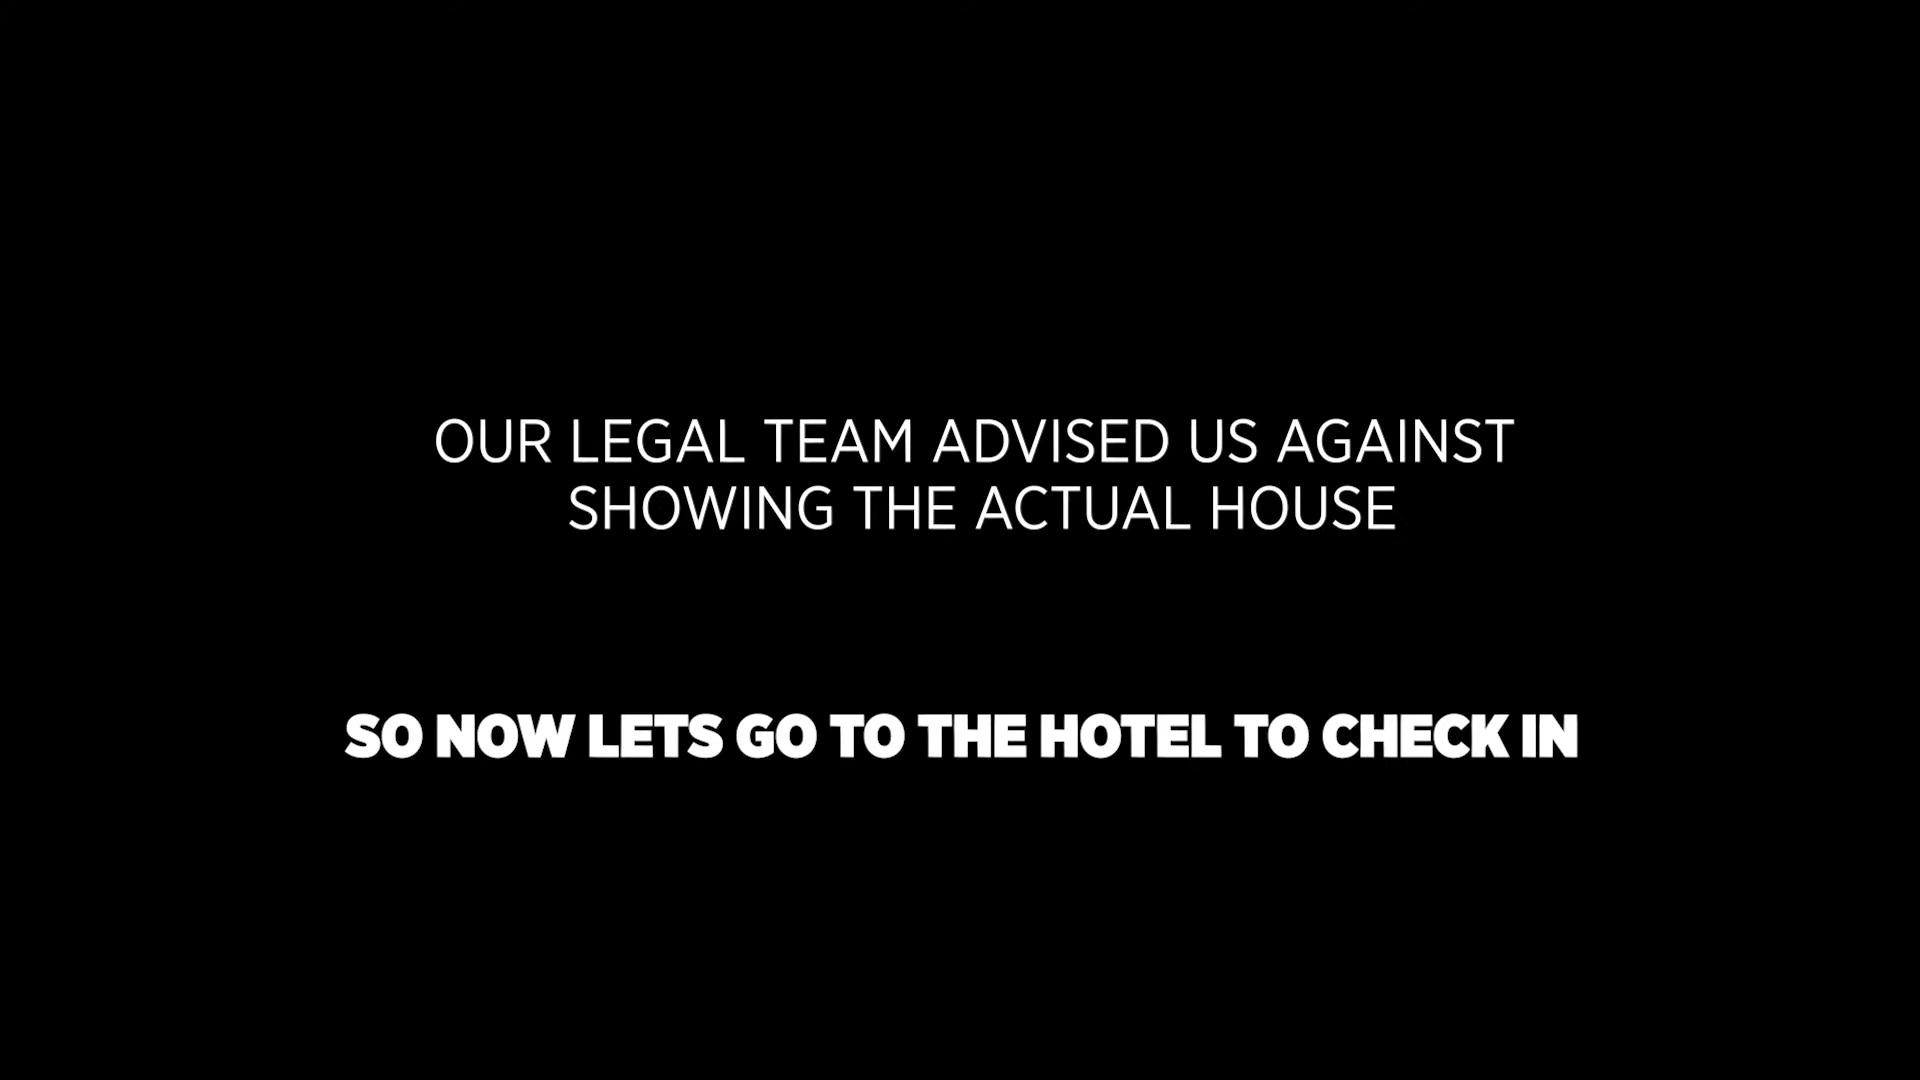 OUR LEGAL TEAM ADVISED US AGAINST
SHOWING THE ACTUAL HOUSE
SO NOW LETS GO TO THE HOTEL TO CHECK IN